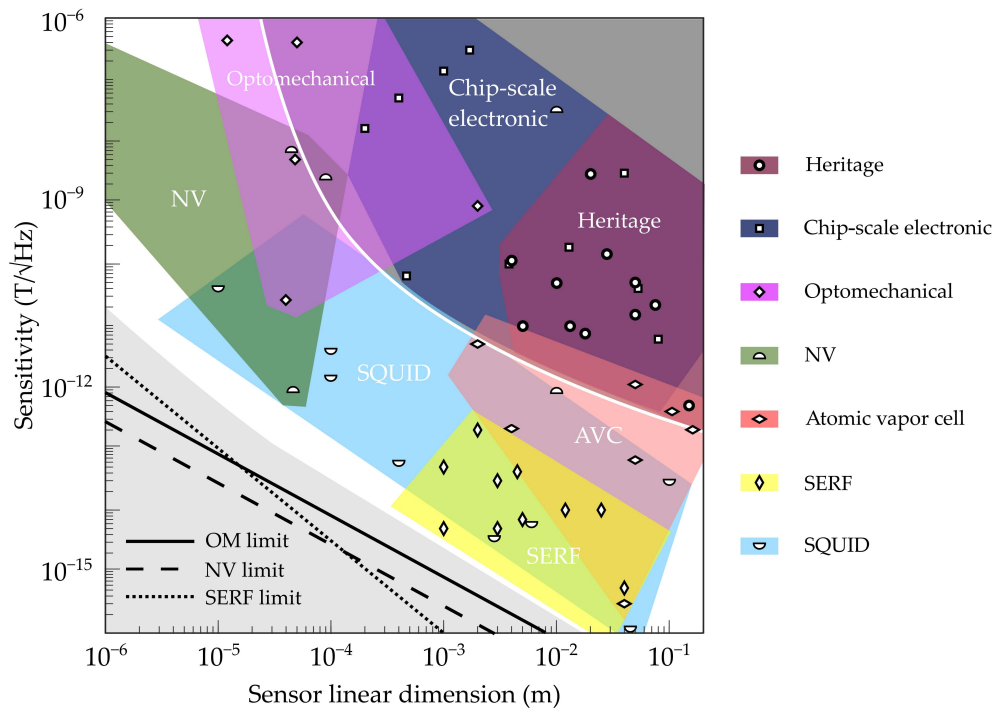 10⁻⁶
10⁻⁹
10⁻¹²
10⁻¹⁵
Sensitivity (T/√Hz)
Optomechanical
Chip-scale
electronic
NV
Heritage
SQUID
AVC
SERF
OM limit
NV limit
SERF limit
10⁻⁶ 10⁻⁵ 10⁻⁴ 10⁻³ 10⁻² 10⁻¹
Sensor linear dimension (m)
Heritage
Chip-scale electronic
Optomechanical
NV
Atomic vapor cell
SERF
SQUID